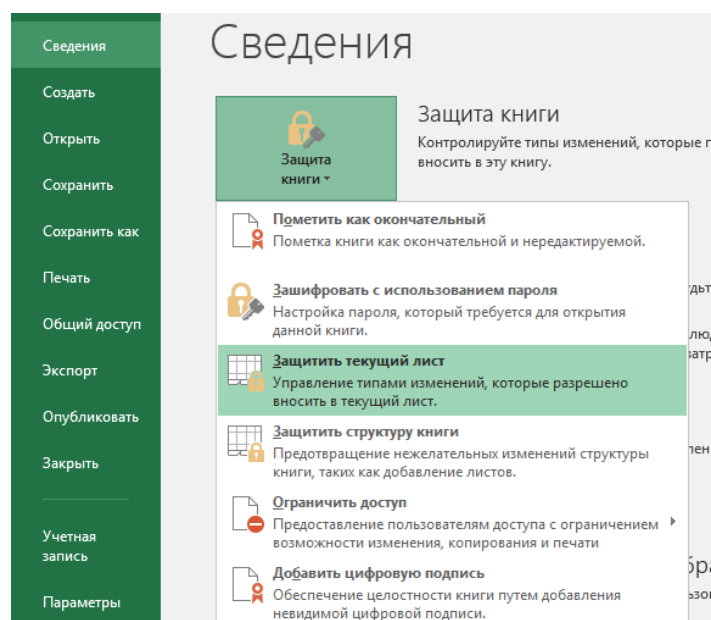 Сведения
Создать
Открыть
Сохранить
Сохранить как
Печать
Общий доступ
Экспорт
Опубликовать
Закрыть
Учетная
запись
Параметры
Сведения
Защита
книги
Защита книги
Контролируйте типы изменений, которые
вносить в эту книгу.
Пометить как окончательный
Пометка книги как окончательной и нередактируемой.
Зашифровать с использованием пароля
Настройка пароля, который требуется для открытия
данной книги.
Защитить текущий лист
Управление типами изменений, которые разрешено
вносить в текущий лист.
Защитить структуру книги
Предотвращение нежелательных изменений структуры
книги, таких как добавление листов.
Ограничить доступ
Предоставление пользователям доступа с ограничением
возможности изменения, копирования и печати
Добавить цифровую подпись
Обеспечение целостности книги путем добавления
невидимой цифровой подписи.